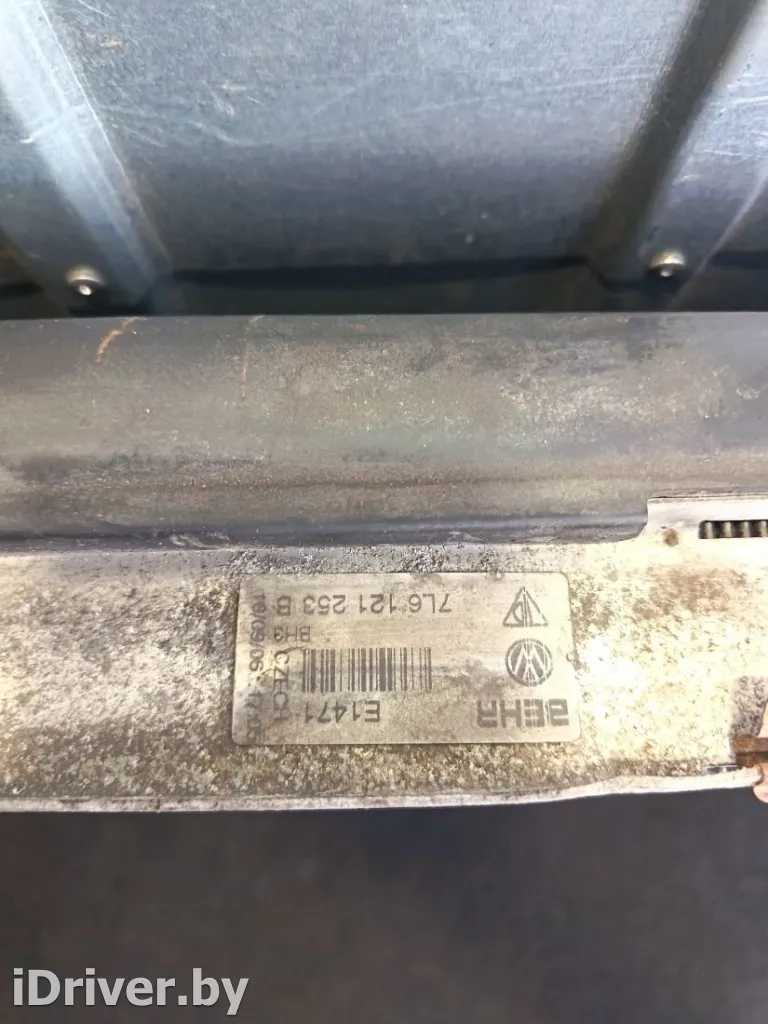 BEHR
E1471
7L6 121 253 B
BH3
CZECH
19/09/06 17:05
iDriver.by